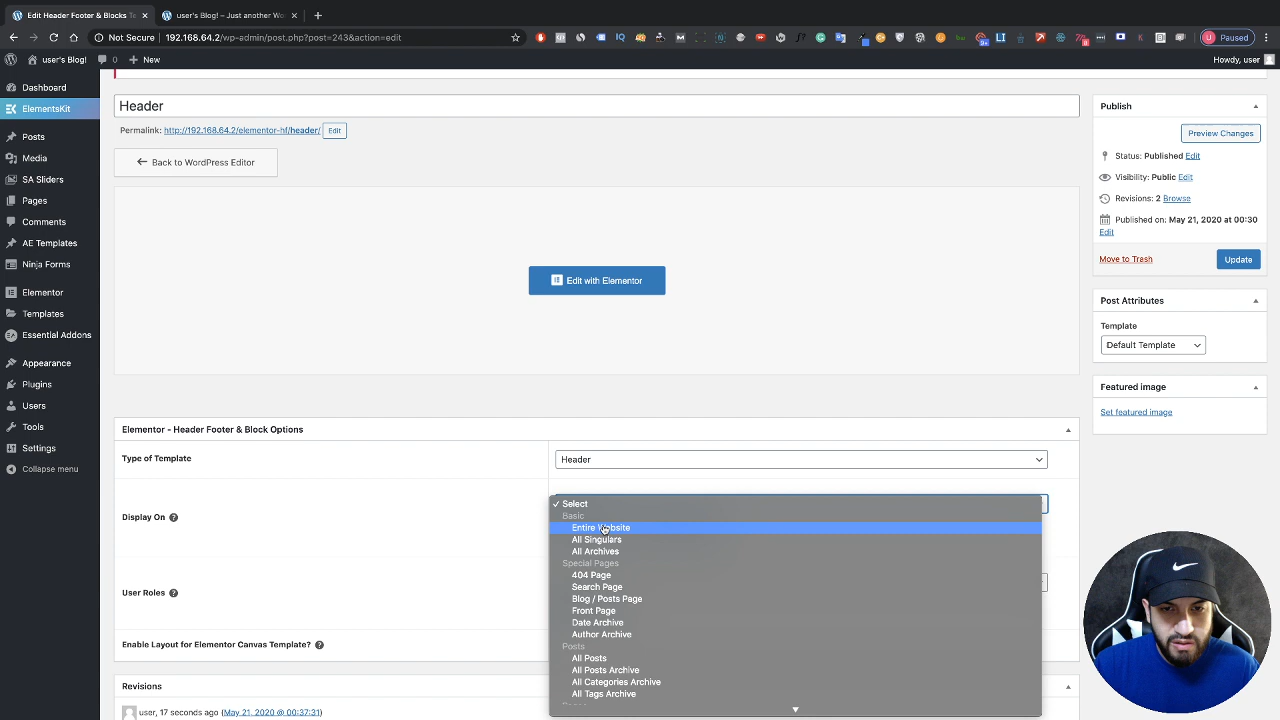 Edit Header Footer & Blocks Te
user's Blog! – Just another Wo
Not Secure
192.168.64.2/wp-admin/post.php?post=243&action=edit
Paused
user's Blog!
0
New
Howdy, user
Dashboard
ElementsKit
Posts
Media
SA Sliders
Pages
Comments
AE Templates
Ninja Forms
Elementor
Templates
Essential Addons
Appearance
Plugins
Users
Tools
Settings
Collapse menu
Header
Permalink: http://192.168.64.2/elementor-hf/header/ Edit
Back to WordPress Editor
Edit with Elementor
Elementor - Header Footer & Block Options
Type of Template
Header
Display On
Select
Basic
Entire Website
All Singulars
All Archives
Special Pages
404 Page
Search Page
Blog / Posts Page
Front Page
Date Archive
Author Archive
Posts
All Posts
All Posts Archive
All Categories Archive
All Tags Archive
User Roles
Enable Layout for Elementor Canvas Template?
Revisions
user, 17 seconds ago (May 21, 2020 @ 00:37:31)
Publish
Preview Changes
Status: Published Edit
Visibility: Public Edit
Revisions: 2 Browse
Published on: May 21, 2020 at 00:30
Edit
Move to Trash
Update
Post Attributes
Template
Default Template
Featured image
Set featured image